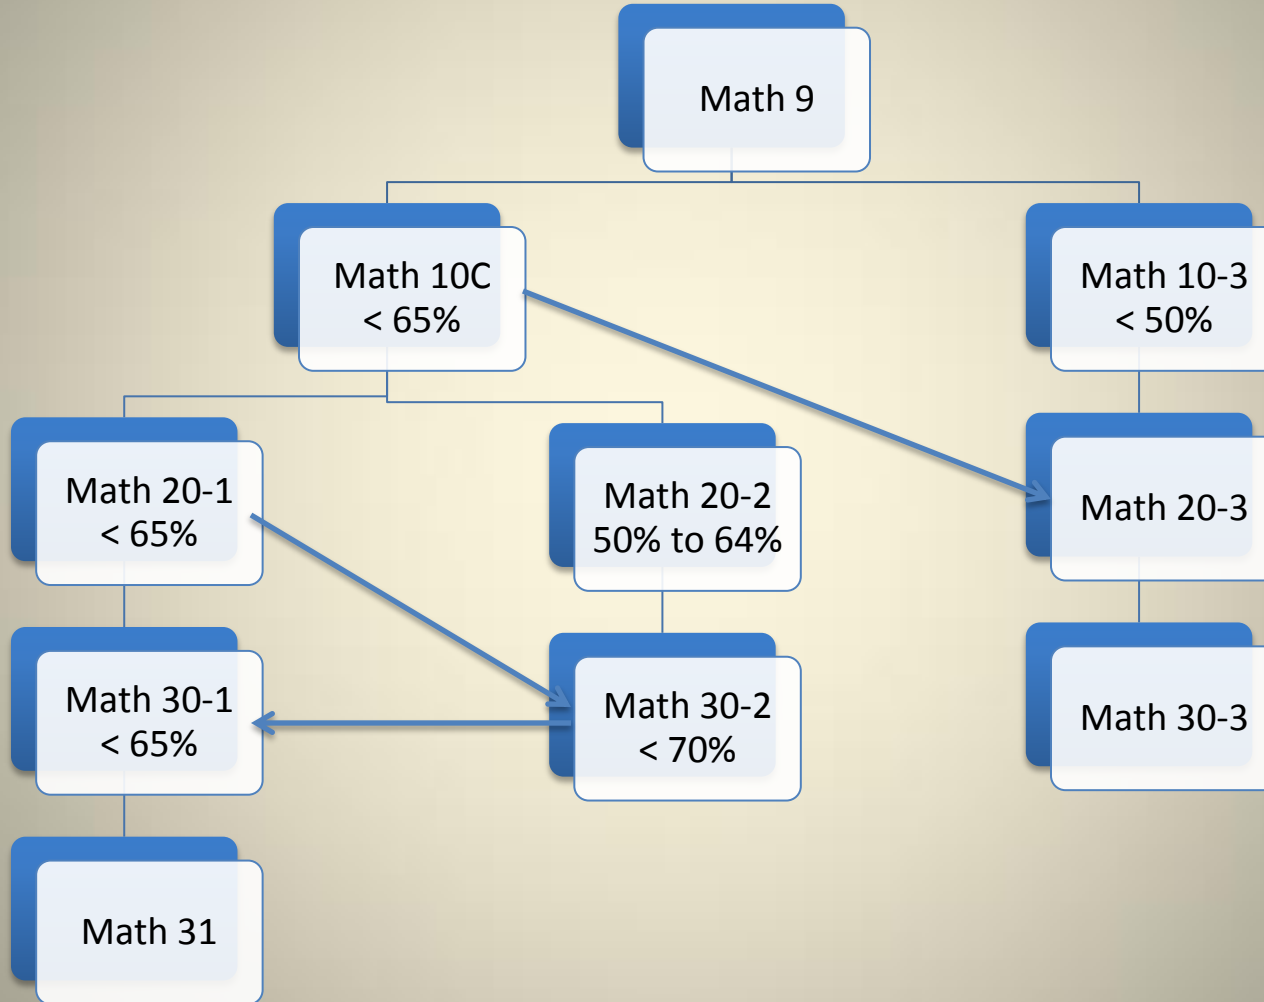 Math 9
Math 10C
< 65%
Math 10-3
< 50%
Math 20-1
< 65%
Math 20-2
50% to 64%
Math 20-3
Math 30-1
< 65%
Math 30-2
< 70%
Math 30-3
Math 31